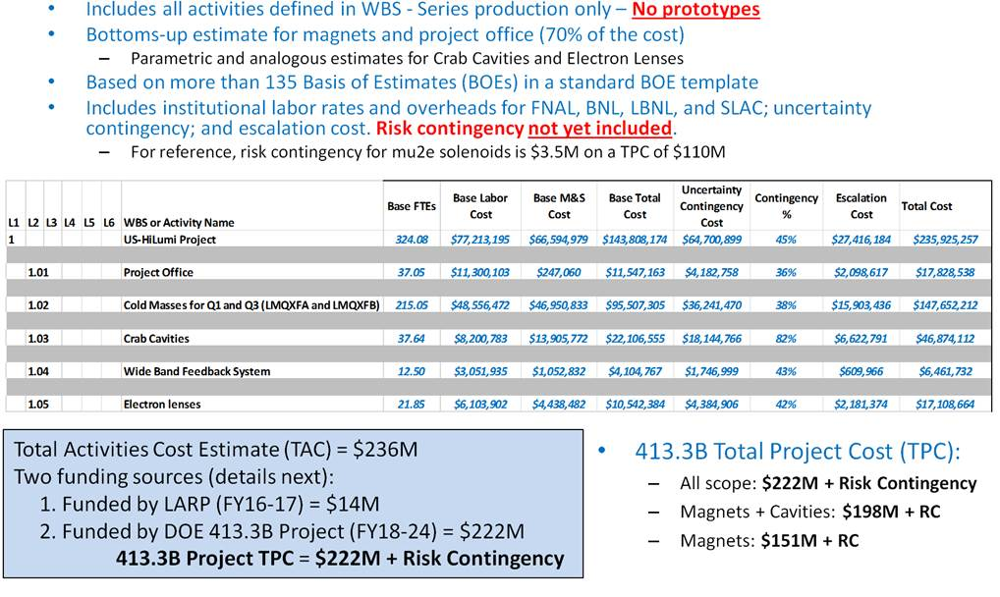 • Includes all activities defined in WBS - Series production only – No prototypes
• Bottoms-up estimate for magnets and project office (70% of the cost)
– Parametric and analogous estimates for Crab Cavities and Electron Lenses
• Based on more than 135 Basis of Estimates (BOEs) in a standard BOE template
• Includes institutional labor rates and overheads for FNAL, BNL, LBNL, and SLAC; uncertainty
contingency; and escalation cost. Risk contingency not yet included.
– For reference, risk contingency for mu2e solenoids is $3.5M on a TPC of $110M
L1 L2 L3 L4 L5 L6 WBS or Activity Name Base FTEs Base Labor Cost Base M&S Cost Base Total Cost Uncertainty Contingency Cost Contingency % Escalation Cost Total Cost
1 US-HiLumi Project 324.08 $77,213,195 $66,594,979 $143,808,174 $64,700,899 45% $27,416,184 $235,925,257
1.01 Project Office 37.05 $11,300,103 $247,060 $11,547,163 $4,182,758 36% $2,098,617 $17,828,538
1.02 Cold Masses for Q1 and Q3 (LMQXFA and LMQXFB) 215.05 $48,556,472 $46,950,833 $95,507,305 $36,241,470 38% $15,903,436 $147,652,212
1.03 Crab Cavities 37.64 $8,200,783 $13,905,772 $22,106,555 $18,144,766 82% $6,622,791 $46,874,112
1.04 Wide Band Feedback System 12.50 $3,051,935 $1,052,832 $4,104,767 $1,746,999 43% $609,966 $6,461,732
1.05 Electron lenses 21.85 $6,103,902 $4,438,482 $10,542,384 $4,384,906 42% $2,181,374 $17,108,664
Total Activities Cost Estimate (TAC) = $236M
Two funding sources (details next):
1. Funded by LARP (FY16-17) = $14M
2. Funded by DOE 413.3B Project (FY18-24) = $222M
413.3B Project TPC = $222M + Risk Contingency
• 413.3B Total Project Cost (TPC):
– All scope: $222M + Risk Contingency
– Magnets + Cavities: $198M + RC
– Magnets: $151M + RC